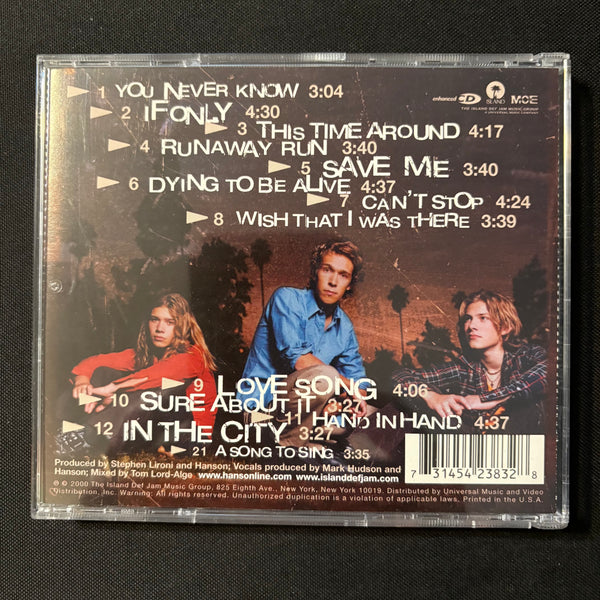 1 YOU NEVER KNOW 3:04
2 IF ONLY 4:30
3 THIS TIME AROUND 4:17
4 RUNAWAY RUN 3:40
5 SAVE ME 3:40
6 DYING TO BE ALIVE 4:37
7 CAN'T STOP 4:24
8 WISH THAT I WAS THERE 3:39
enhanced CD ISLAND MOE
THE ISLAND DEF JAM MUSIC GROUP
A UNIVERSAL MUSIC COMPANY
9 LOVE SONG 4:06
10 SURE ABOUT IT 3:27
11 HAND IN HAND 4:37
12 IN THE CITY 3:27
21 A SONG TO SING 3:35
Produced by Stephen Lironi and Hanson; Vocals produced by Mark Hudson and
Hanson; Mixed by Tom Lord-Alge www.hansonline.com www.islanddefjam.com
7 31454 23832 8
℗ © 2000 The Island Def Jam Music Group, 825 Eighth Ave., New York, New York 10019. Distributed by Universal Music and Video
Distribution, Inc. Warning: All rights reserved. Unauthorized duplication is a violation of applicable laws. Printed in the U.S.A.